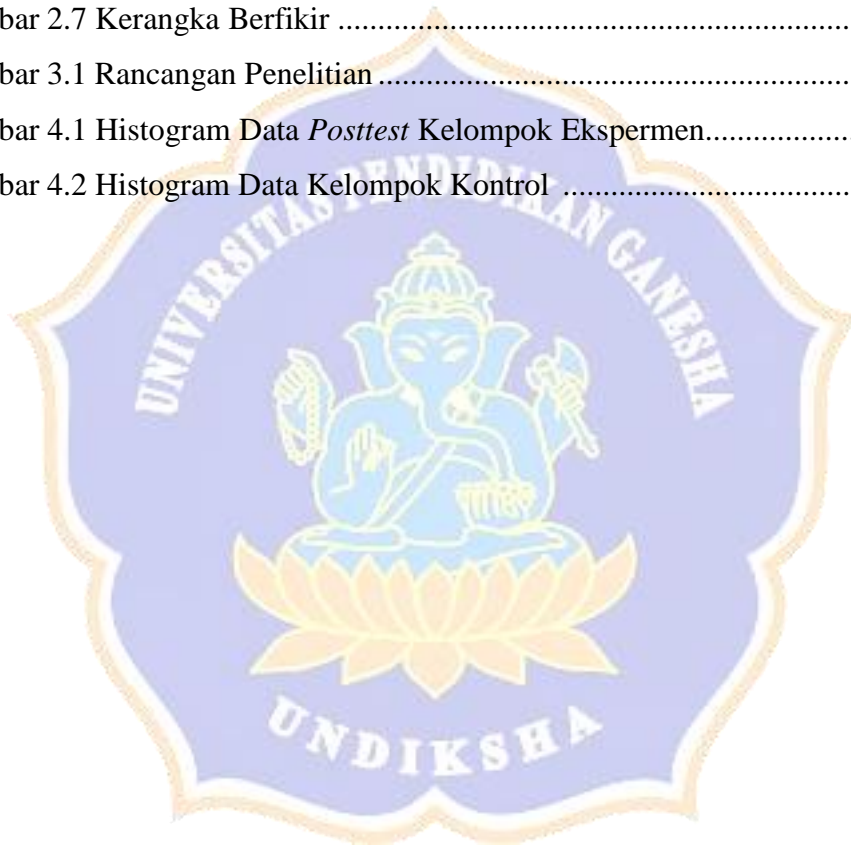 bar 2.7 Kerangka Berfikir ....................................................................
bar 3.1 Rancangan Penelitian ...............................................................
bar 4.1 Histogram Data Posttest Kelompok Ekspermen...................
bar 4.2 Histogram Data Kelompok Kontrol ......................................
UNIVERSITAS PENDIDIKAN GANESHA
UNDIKSHA